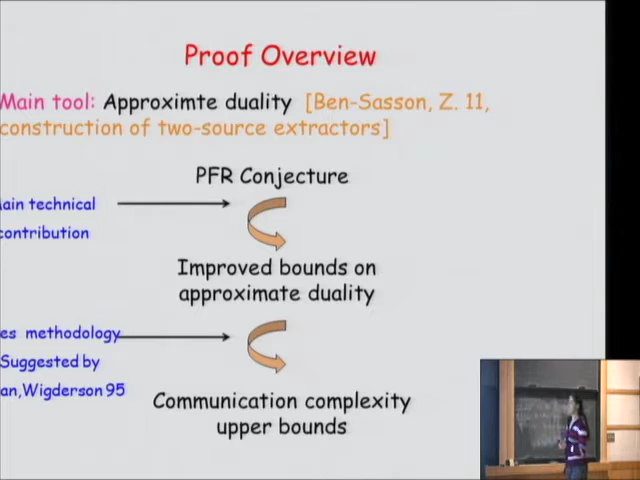 Proof Overview
Main tool: Approximte duality [Ben-Sasson, Z. 11,
construction of two-source extractors]
PFR Conjecture
ain technical
contribution
Improved bounds on
approximate duality
es methodology
Suggested by
an,Wigderson 95
Communication complexity
upper bounds